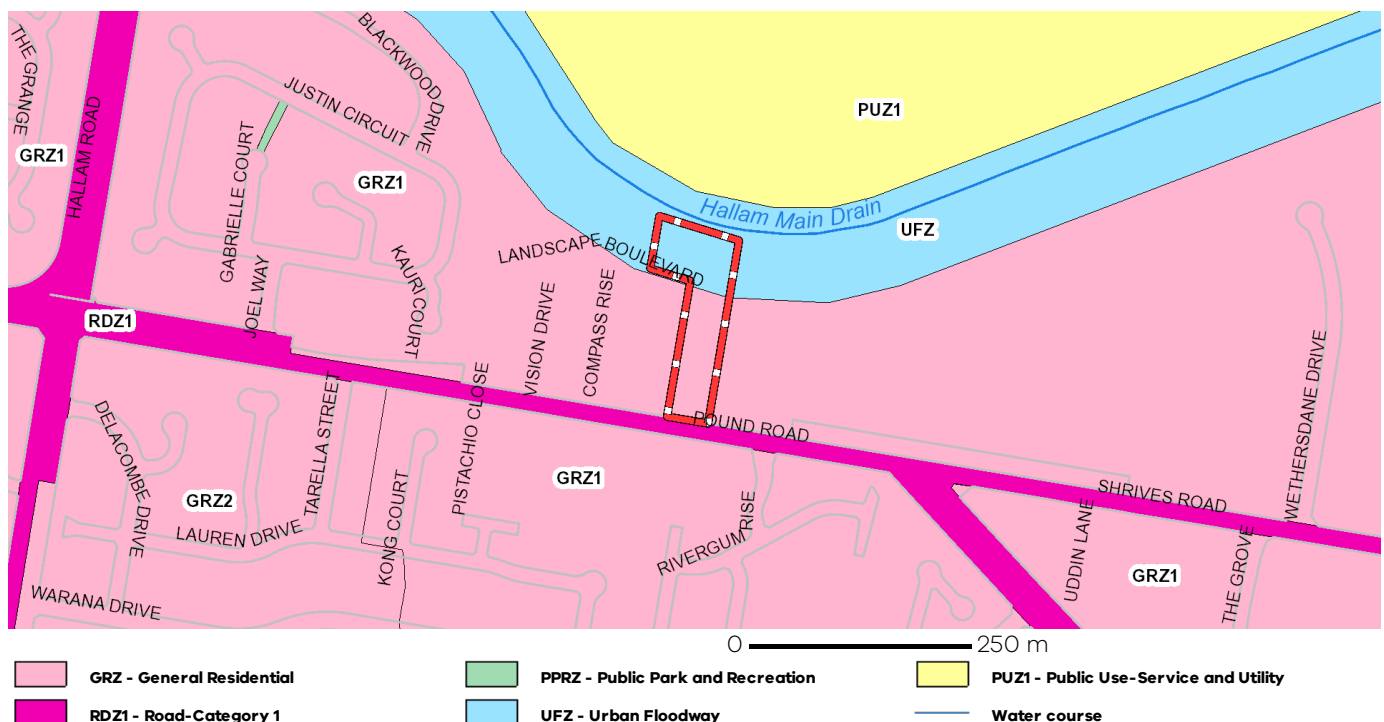 THE GRANGE
BLACKWOOD DRIVE
JUSTIN CIRCUIT
PUZ1
HALLAM ROAD
GABRIELLE COURT
GRZ1
GRZ1
Hallam Main Drain
UFZ
LANDSCAPE BOULEVARD
KAURI COURT
JOEL WAY
VISION DRIVE
COMPASS RISE
RDZ1
WETHERSDANE DRIVE
PISTACHIO CLOSE
TARELLA STREET
DELACOMBE DRIVE
POUND ROAD
GRZ1
GRZ2
KONG COURT
LAUREN DRIVE
RIVERGUM RISE
SHRIVES ROAD
UDDIN LANE
THE GROVE
GRZ1
WARANA DRIVE
0 250 m
GRZ - General Residential
PPRZ - Public Park and Recreation
PUZ1 - Public Use-Service and Utility
RDZ1 - Road-Category 1
UFZ - Urban Floodway
Water course